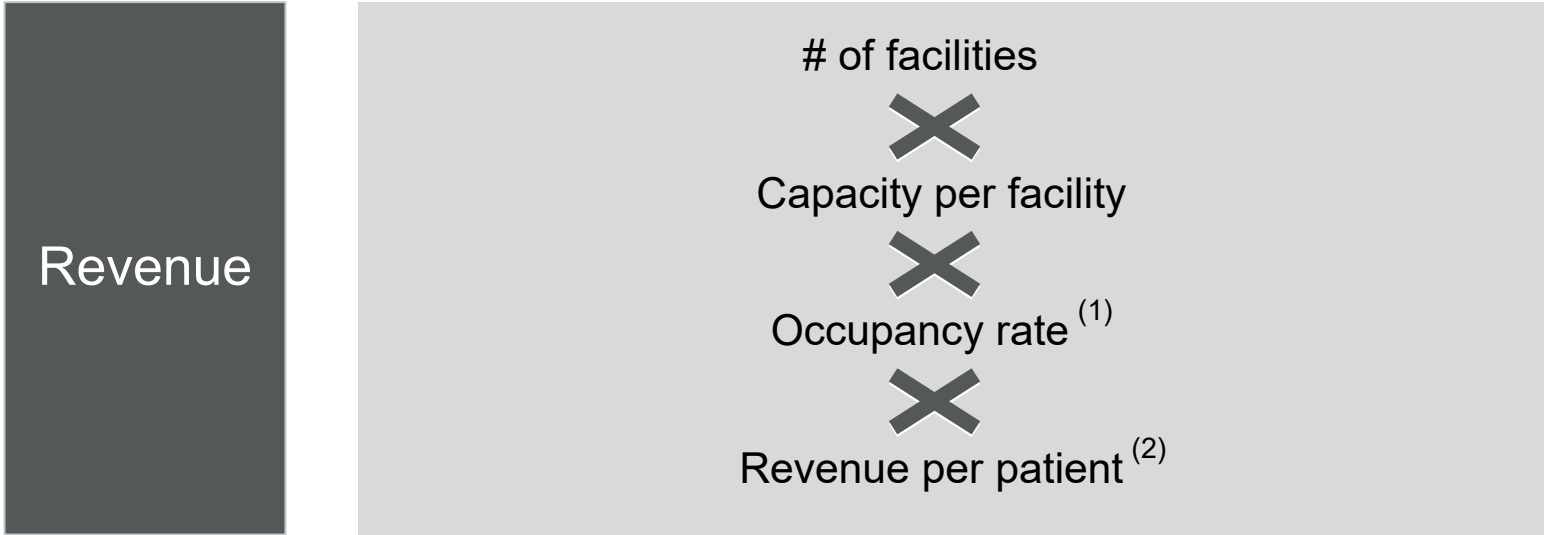 Revenue
# of facilities
Capacity per facility
Occupancy rate (1)
Revenue per patient (2)